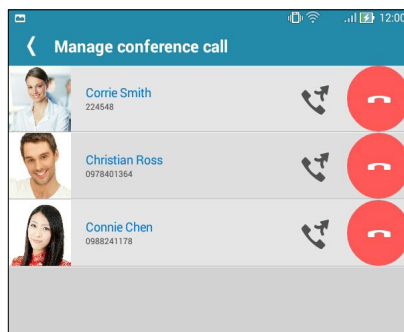 12:00
Manage conference call
Corrie Smith
224548
Christian Ross
0978401364
Connie Chen
0988241178